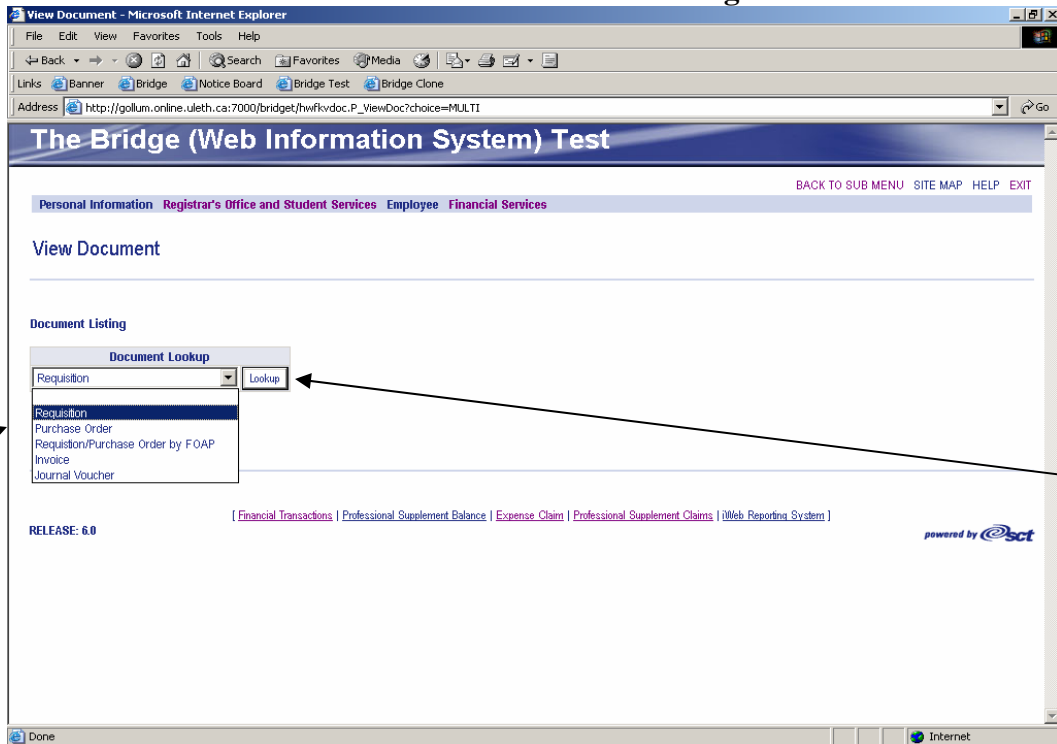 g
View Document - Microsoft Internet Explorer
File Edit View Favorites Tools Help
Back Search Favorites Media
Links Banner Bridge Notice Board Bridge Test Bridge Clone
Address http://gollum.online.uleth.ca:7000/bridget/hwfkvdoc.P_ViewDoc?choice=MULTI Go
The Bridge (Web Information System) Test
BACK TO SUB MENU SITE MAP HELP EXIT
Personal Information Registrar's Office and Student Services Employee Financial Services
View Document
Document Listing
Document Lookup
Requisition Lookup
Requisition
Purchase Order
Requistion/Purchase Order by FOAP
Invoice
Journal Voucher
[ Financial Transactions | Professional Supplement Balance | Expense Claim | Professional Supplement Claims | iWeb Reporting System ]
RELEASE: 6.0
powered by sct
Done Internet